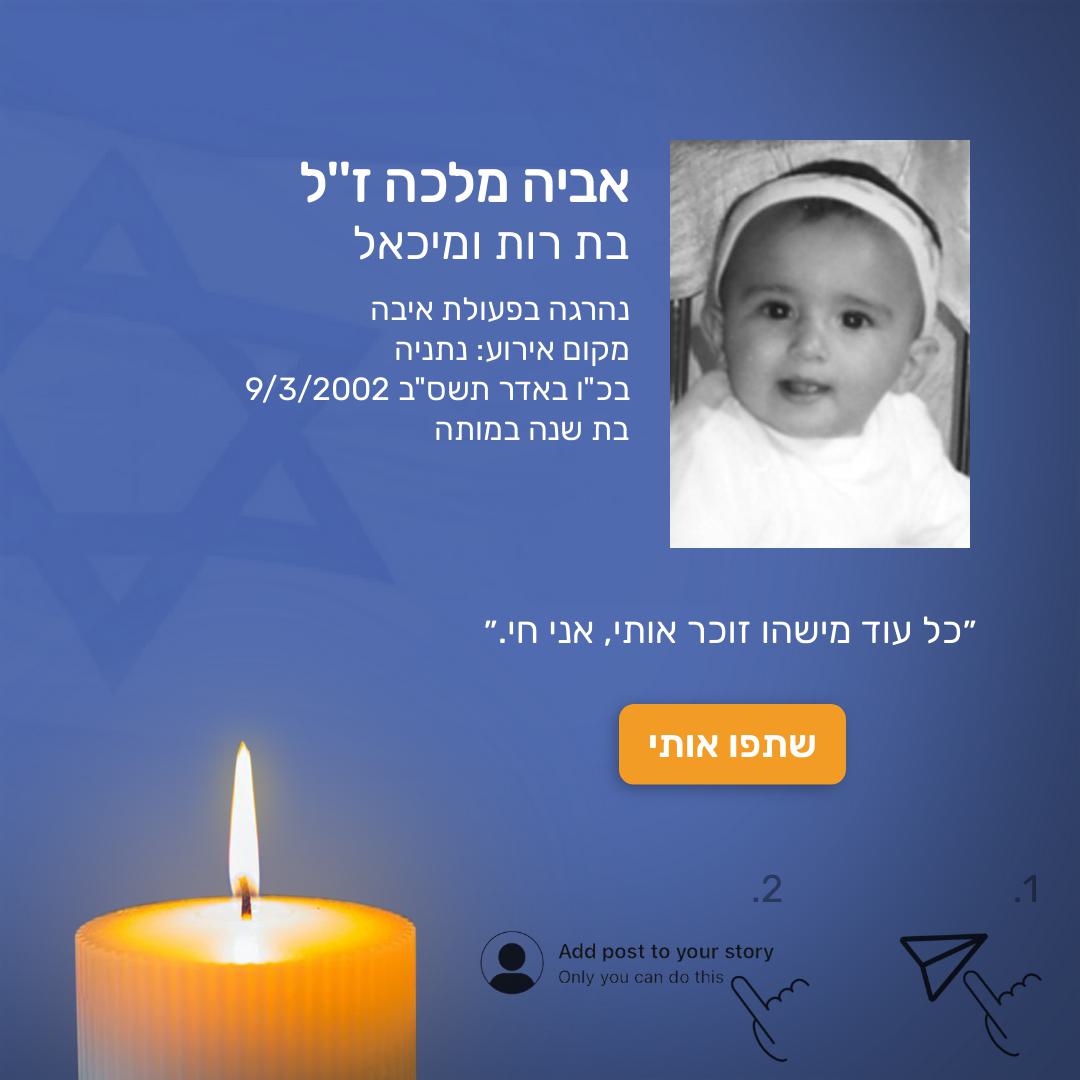 אביה מלכה ז"ל
בת רות ומיכאל
נהרגה בפעולת איבה
מקום אירוע: נתניה
בכ"ו באדר תשס"ב 9/3/2002
בת שנה במותה
״כל עוד מישהו זוכר אותי, אני חי.״
שתפו אותי
.1
.2
Add post to your story
Only you can do this